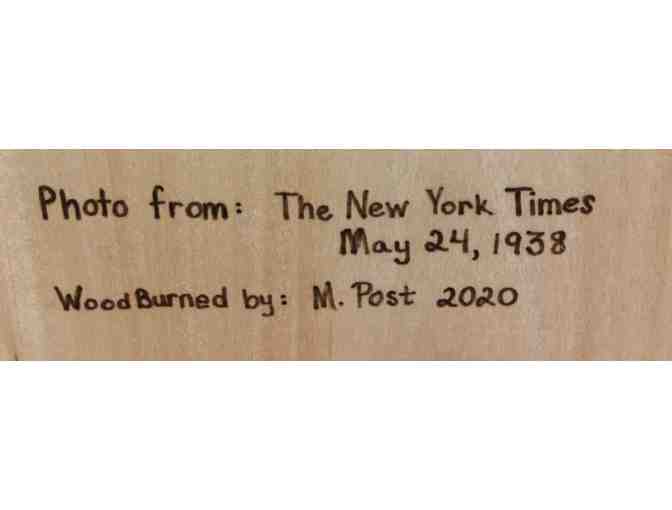 Photo from: The New York Times
May 24, 1938
WoodBurned by: M. Post 2020